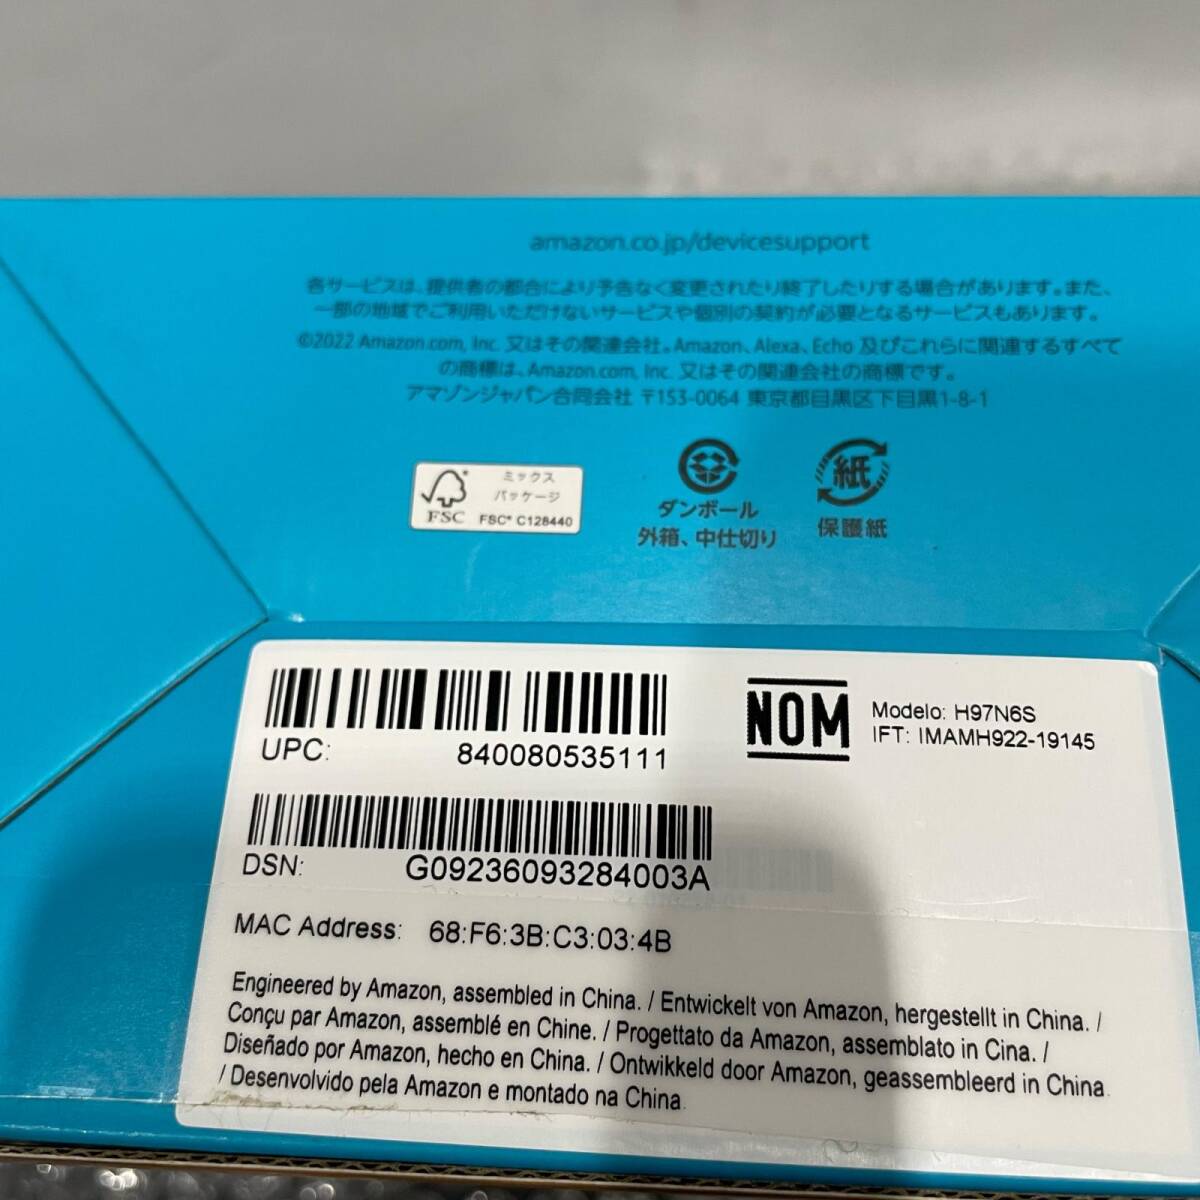 amazon.co.jp/devicesupport
各サービスは、提供者の都合により予告なく変更されたり終了したりする場合があります。また、
一部の地域でご利用いただけないサービスや個別の契約が必要となるサービスもあります。
©2022 Amazon.com, Inc. 又はその関連会社。Amazon、Alexa、Echo 及びこれらに関連するすべて
の商標は、Amazon.com, Inc. 又はその関連会社の商標です。
アマゾンジャパン合同会社 〒153-0064 東京都目黒区下目黒1-8-1
FSC
ミックス
パッケージ
FSC® C128440
ダンボール
外箱、中仕切り
紙
保護紙
UPC: 840080535111
NOM
Modelo: H97N6S
IFT: IMAMH922-19145
DSN: G09236093284003A
MAC Address: 68:F6:3B:C3:03:4B
Engineered by Amazon, assembled in China. / Entwickelt von Amazon, hergestellt in China. /
Conçu par Amazon, assemblé en Chine. / Progettato da Amazon, assemblato in Cina. /
Diseñado por Amazon, hecho en China. / Ontwikkeld door Amazon, geassembleerd in China.
/ Desenvolvido pela Amazon e montado na China.